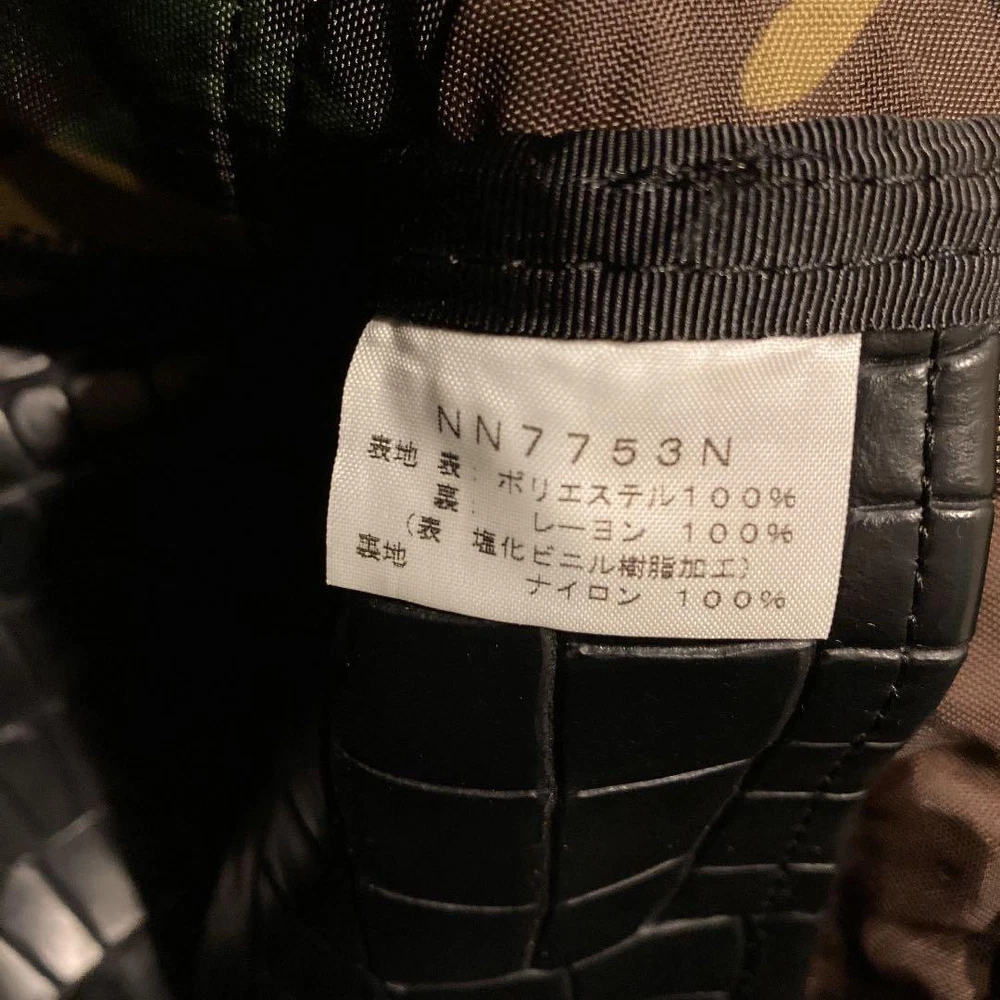 NN7753N
表地 表: ポリエステル100%
裏: レーヨン 100%
(表 塩化ビニル樹脂加工)
裏地 ナイロン 100%